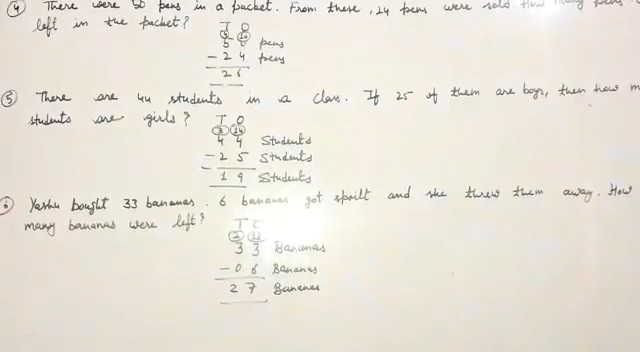 ④ There were 50 pens in a packet. From these, 24 pens were sold. How many pens
left in the packet?
T O
5 0 pens
- 2 4 pens
2 6
⑤ There are 44 students in a class. If 25 of them are boys, then how
students are girls?
T O
③ ⑭
4 4 Students
- 2 5 Students
1 9 Students
⑥ Yashu bought 33 bananas. 6 bananas got spoilt and she threw them away. How
many bananas were left?
T O
② ⑬
3 3 Bananas
- 0 6 Bananas
2 7 Bananas